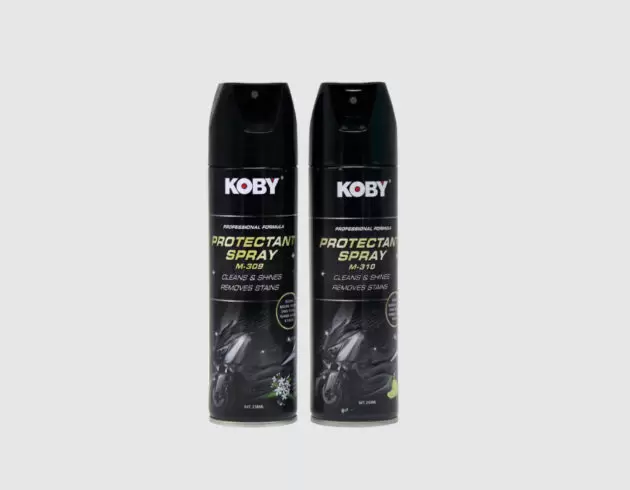 KOBY
PROFESSIONAL FORMULA
PROTECTANT
SPRAY
M-309
CLEANS & SHINES
REMOVES STAINS
KOBY
PROFESSIONAL FORMULA
PROTECTANT
SPRAY
M-310
CLEANS & SHINES
REMOVES STAINS